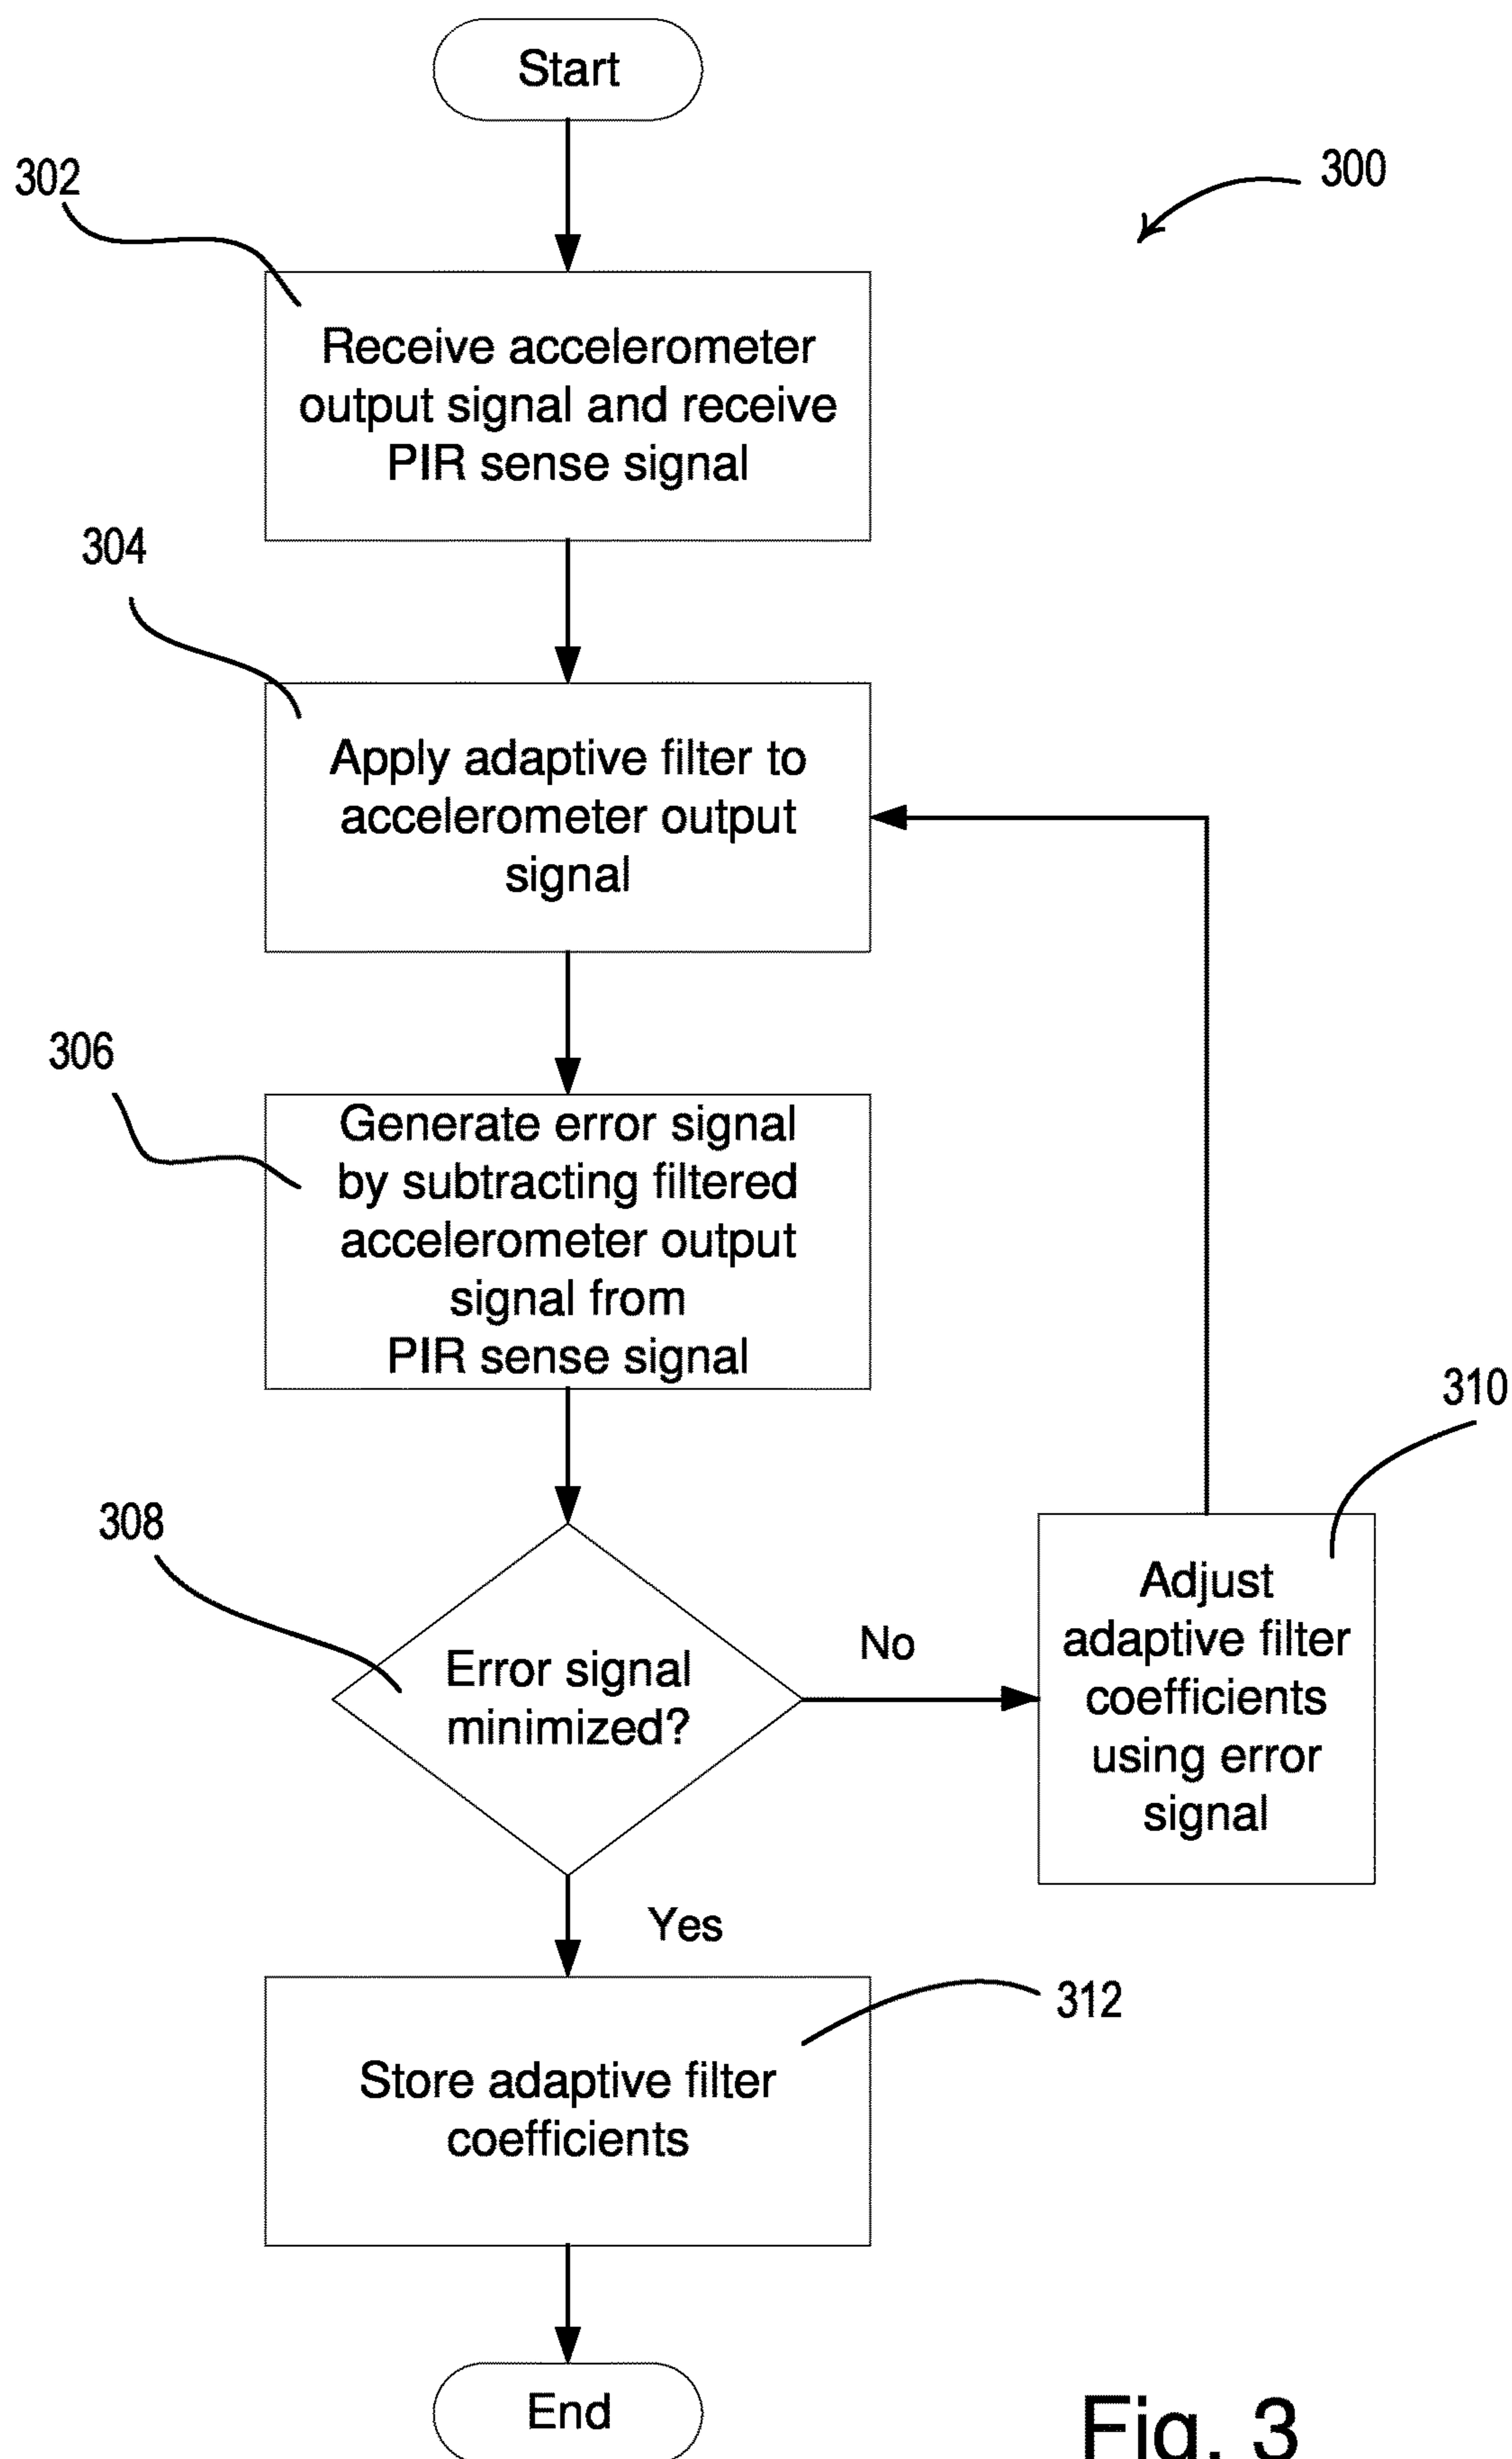 Start
302
300
Receive accelerometer
output signal and receive
PIR sense signal
304
Apply adaptive filter to
accelerometer output
signal
306
Generate error signal
by subtracting filtered
accelerometer output
signal from
PIR sense signal
310
308
Error signal
minimized?
No
Adjust
adaptive filter
coefficients
using error
signal
Yes
312
Store adaptive filter
coefficients
End
Fig. 3